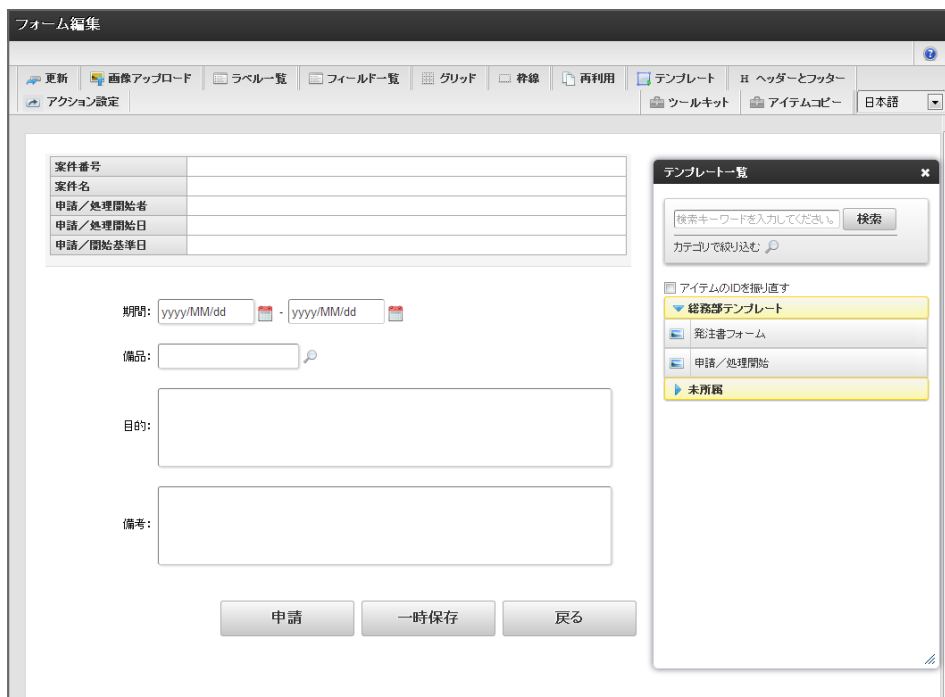 フォーム編集
更新 画像アップロード ラベル一覧 フィールド一覧 グリッド 枠線 再利用 テンプレート H ヘッダーとフッター
アクション設定 ツールキット アイテムコピー 日本語
案件番号
案件名
申請／処理開始者
申請／処理開始日
申請／開始基準日
期間: yyyy/MM/dd - yyyy/MM/dd
備品:
目的:
備考:
申請 一時保存 戻る
テンプレート一覧
検索キーワードを入力してください。 検索
カテゴリで絞り込む
アイテムのIDを振り直す
総務部テンプレート
発注書フォーム
申請／処理開始
未所属